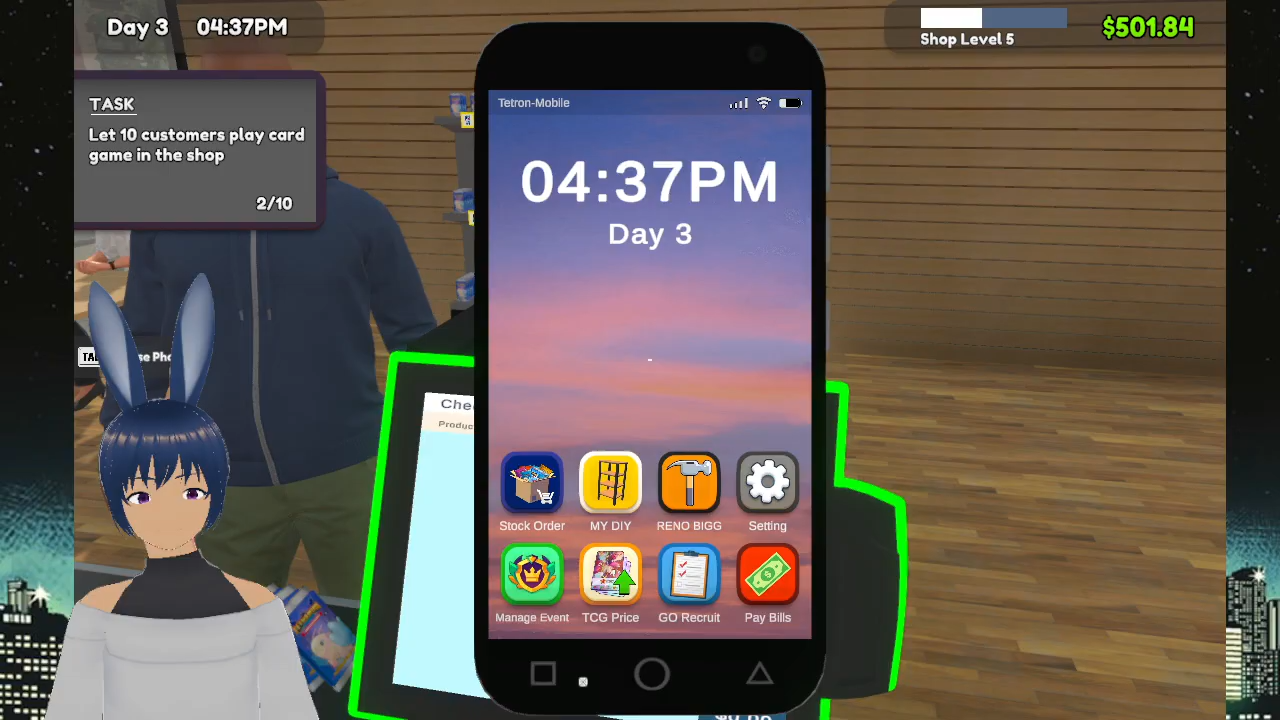 Day 3 04:37PM
Shop Level 5
$501.84
TASK
Let 10 customers play card
game in the shop
2/10
Tetron-Mobile
04:37PM
Day 3
Stock Order
MY DIY
RENO BIGG
Setting
Manage Event
TCG Price
GO Recruit
Pay Bills